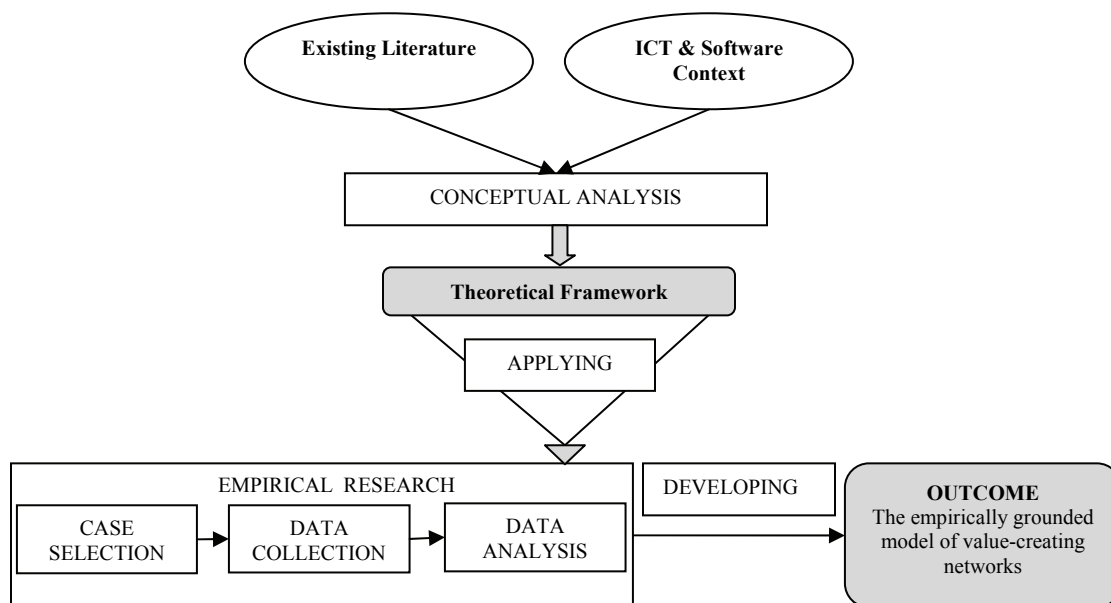 Existing Literature
ICT & Software
Context
CONCEPTUAL ANALYSIS
Theoretical Framework
APPLYING
EMPIRICAL RESEARCH
CASE
SELECTION
DATA
COLLECTION
DATA
ANALYSIS
DEVELOPING
OUTCOME
The empirically grounded
model of value-creating
networks